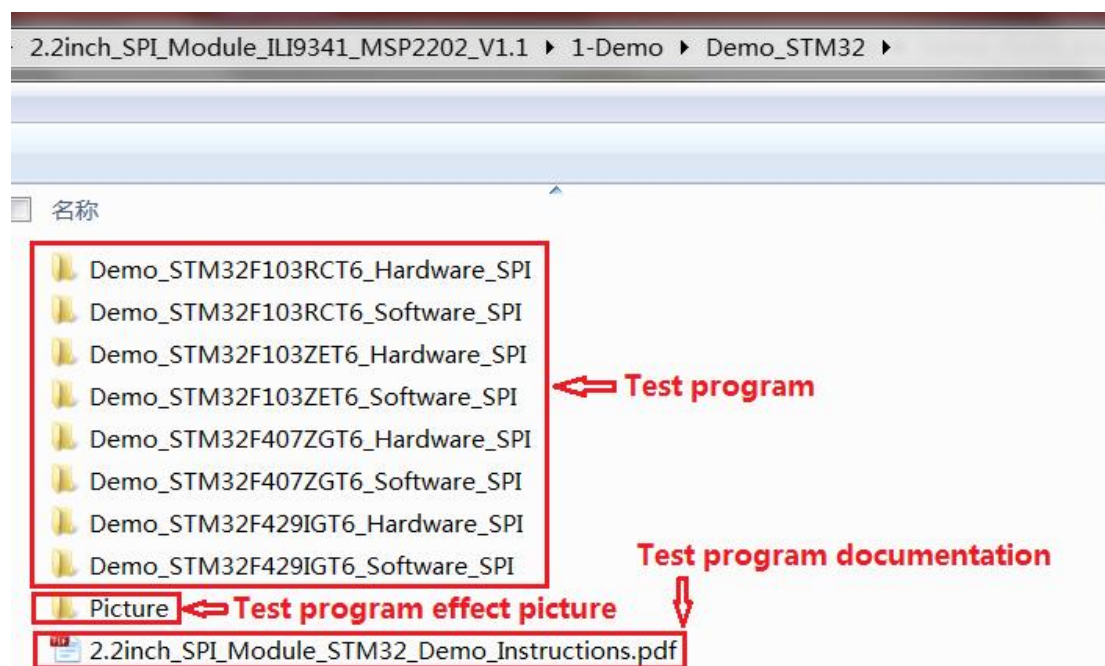 2.2inch_SPI_Module_ILI9341_MSP2202_V1.1 ▸ 1-Demo ▸ Demo_STM32 ▸
名称
Demo_STM32F103RCT6_Hardware_SPI
Demo_STM32F103RCT6_Software_SPI
Demo_STM32F103ZET6_Hardware_SPI
Demo_STM32F103ZET6_Software_SPI
Test program
Demo_STM32F407ZGT6_Hardware_SPI
Demo_STM32F407ZGT6_Software_SPI
Demo_STM32F429IGT6_Hardware_SPI
Demo_STM32F429IGT6_Software_SPI
Test program documentation
Picture
Test program effect picture
2.2inch_SPI_Module_STM32_Demo_Instructions.pdf